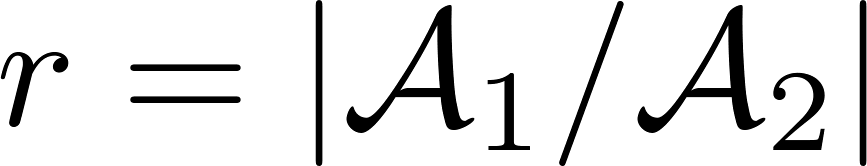 r = |𝒜₁/𝒜₂|